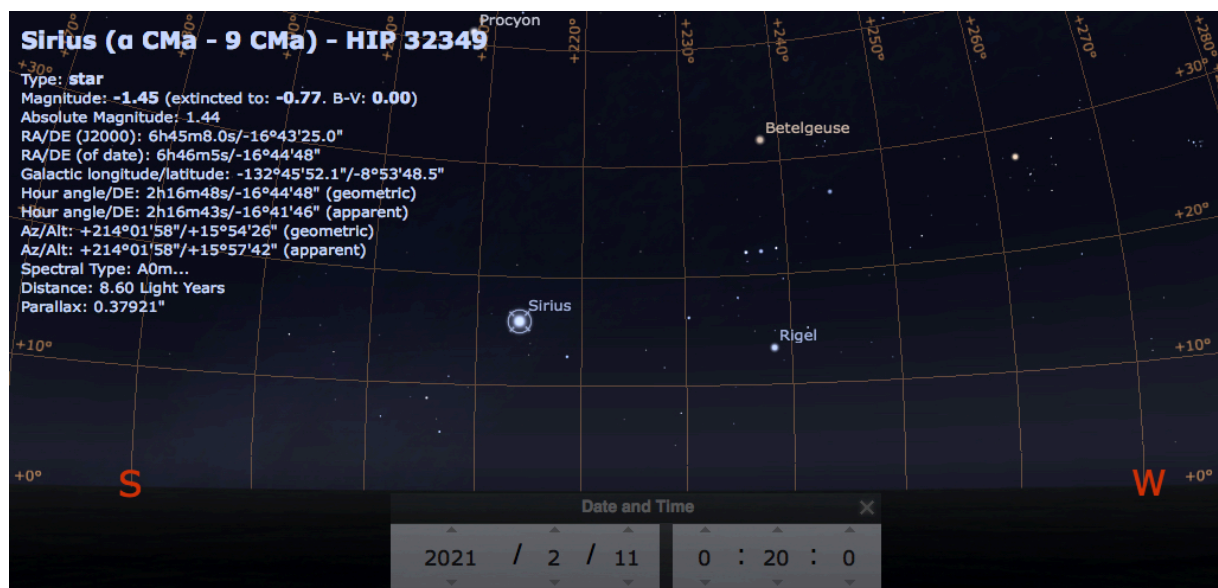 Procyon
Sirius (α CMa - 9 CMa) - HIP 32349
+220°
+230°
+240°
+250°
+260°
+270°
+280°
+30°
+30°
Type: star
Magnitude: -1.45 (extincted to: -0.77. B-V: 0.00)
Absolute Magnitude: 1.44
RA/DE (J2000): 6h45m8.0s/-16°43'25.0"
RA/DE (of date): 6h46m5s/-16°44'48"
Galactic longitude/latitude: -132°45'52.1"/-8°53'48.5"
Hour angle/DE: 2h16m48s/-16°44'48" (geometric)
Hour angle/DE: 2h16m43s/-16°41'46" (apparent)
Az/Alt: +214°01'58"/+15°54'26" (geometric)
Az/Alt: +214°01'58"/+15°57'42" (apparent)
Spectral Type: A0m...
Distance: 8.60 Light Years
Parallax: 0.37921"
Betelgeuse
+20°
Sirius
Rigel
+10°
+10°
+0°
S
W
+0°
Date and Time
2021 / 2 / 11 0 : 20 : 0